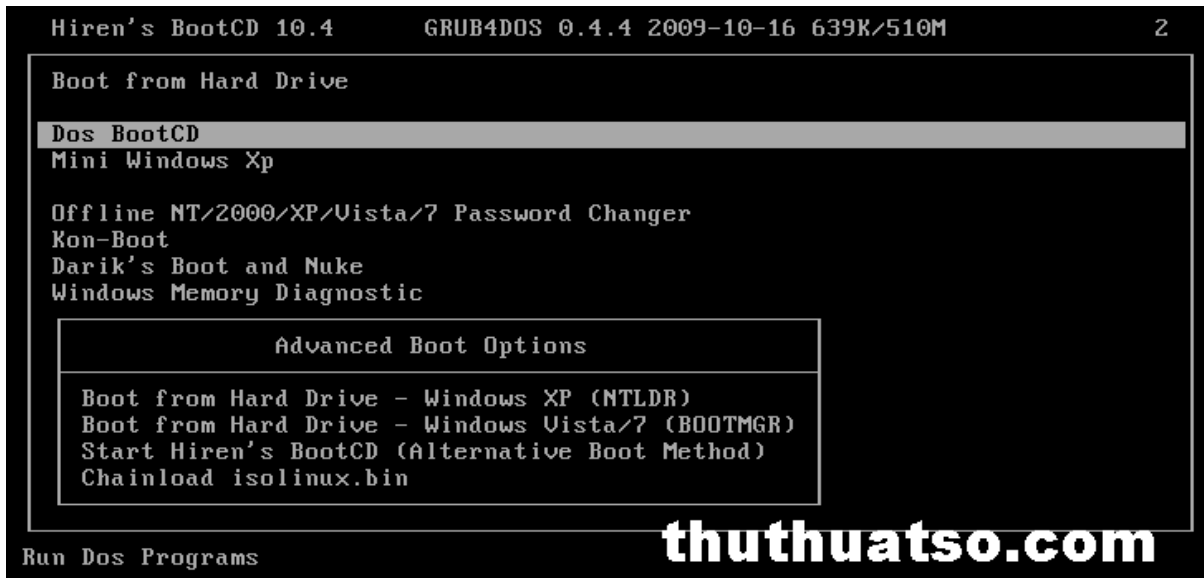 Hiren's BootCD 10.4 GRUB4DOS 0.4.4 2009-10-16 639K/510M 2
Boot from Hard Drive
Dos BootCD
Mini Windows Xp
Offline NT/2000/XP/Vista/7 Password Changer
Kon-Boot
Darik's Boot and Nuke
Windows Memory Diagnostic
Advanced Boot Options
Boot from Hard Drive - Windows XP (NTLDR)
Boot from Hard Drive - Windows Vista/7 (BOOTMGR)
Start Hiren's BootCD (Alternative Boot Method)
Chainload isolinux.bin
Run Dos Programs
thuthuatso.com